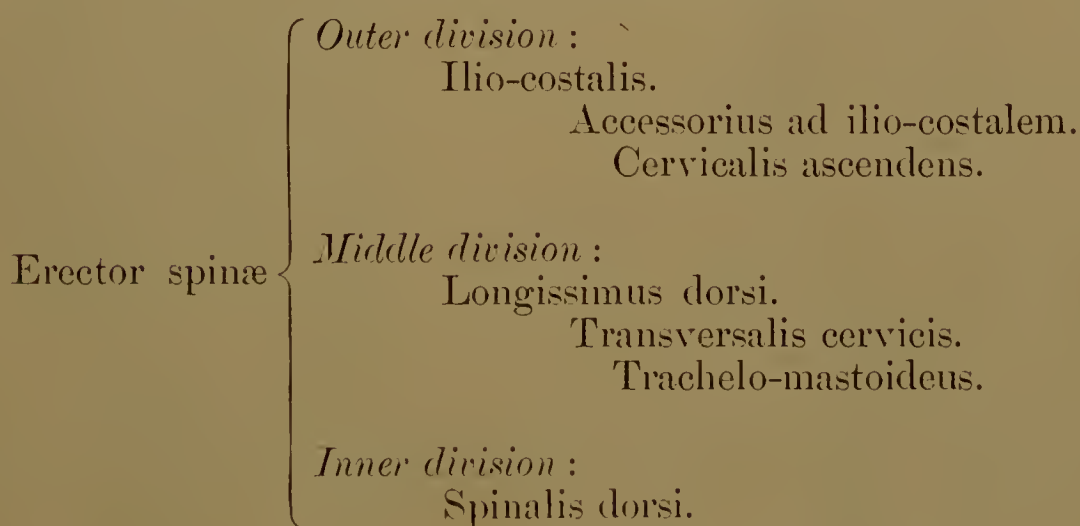 Outer division :
Ilio-costalis.
Accessorius ad ilio-costalem.
Cervicalis ascendens.
Erector spinæ
Middle division :
Longissimus dorsi.
Transversalis cervicis.
Trachelo-mastoideus.
Inner division :
Spinalis dorsi.